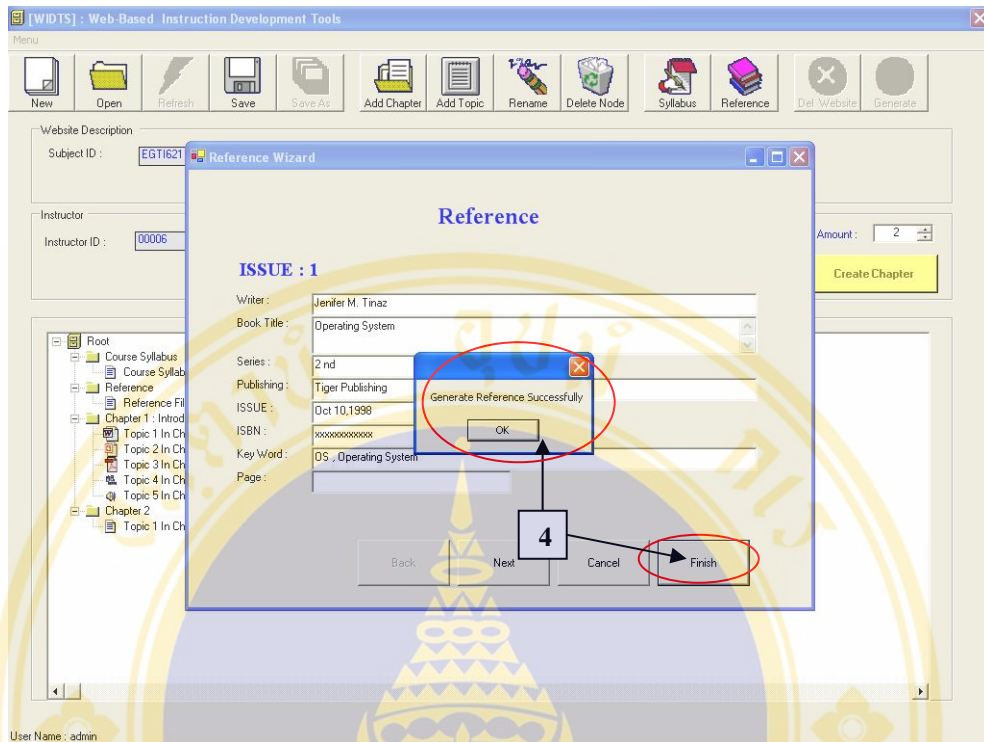 [WIDTS] : Web-Based Instruction Development Tools
Menu
New Open Refresh Save Save As Add Chapter Add Topic Rename Delete Node Syllabus Reference Del Website Generate
Website Description
Subject ID : EGTI621
Instructor
Instructor ID : 00006
Amount : 2
Create Chapter
Root
Course Syllabus
Course Syllab
Reference
Reference Fil
Chapter 1 : Introd
Topic 1 In Ch
Topic 2 In Ch
Topic 3 In Ch
Topic 4 In Ch
Topic 5 In Ch
Chapter 2
Topic 1 In Ch
Reference Wizard
Reference
ISSUE : 1
Writer : Jenifer M. Tinaz
Book Title : Operating System
Series : 2 nd
Publishing : Tiger Publishing
ISSUE : Oct 10,1998
ISBN : xxxxxxxxxxxx
Key Word : OS , Operating System
Page :
Generate Reference Successfully
OK
4
Back Next Cancel Finish
User Name : admin